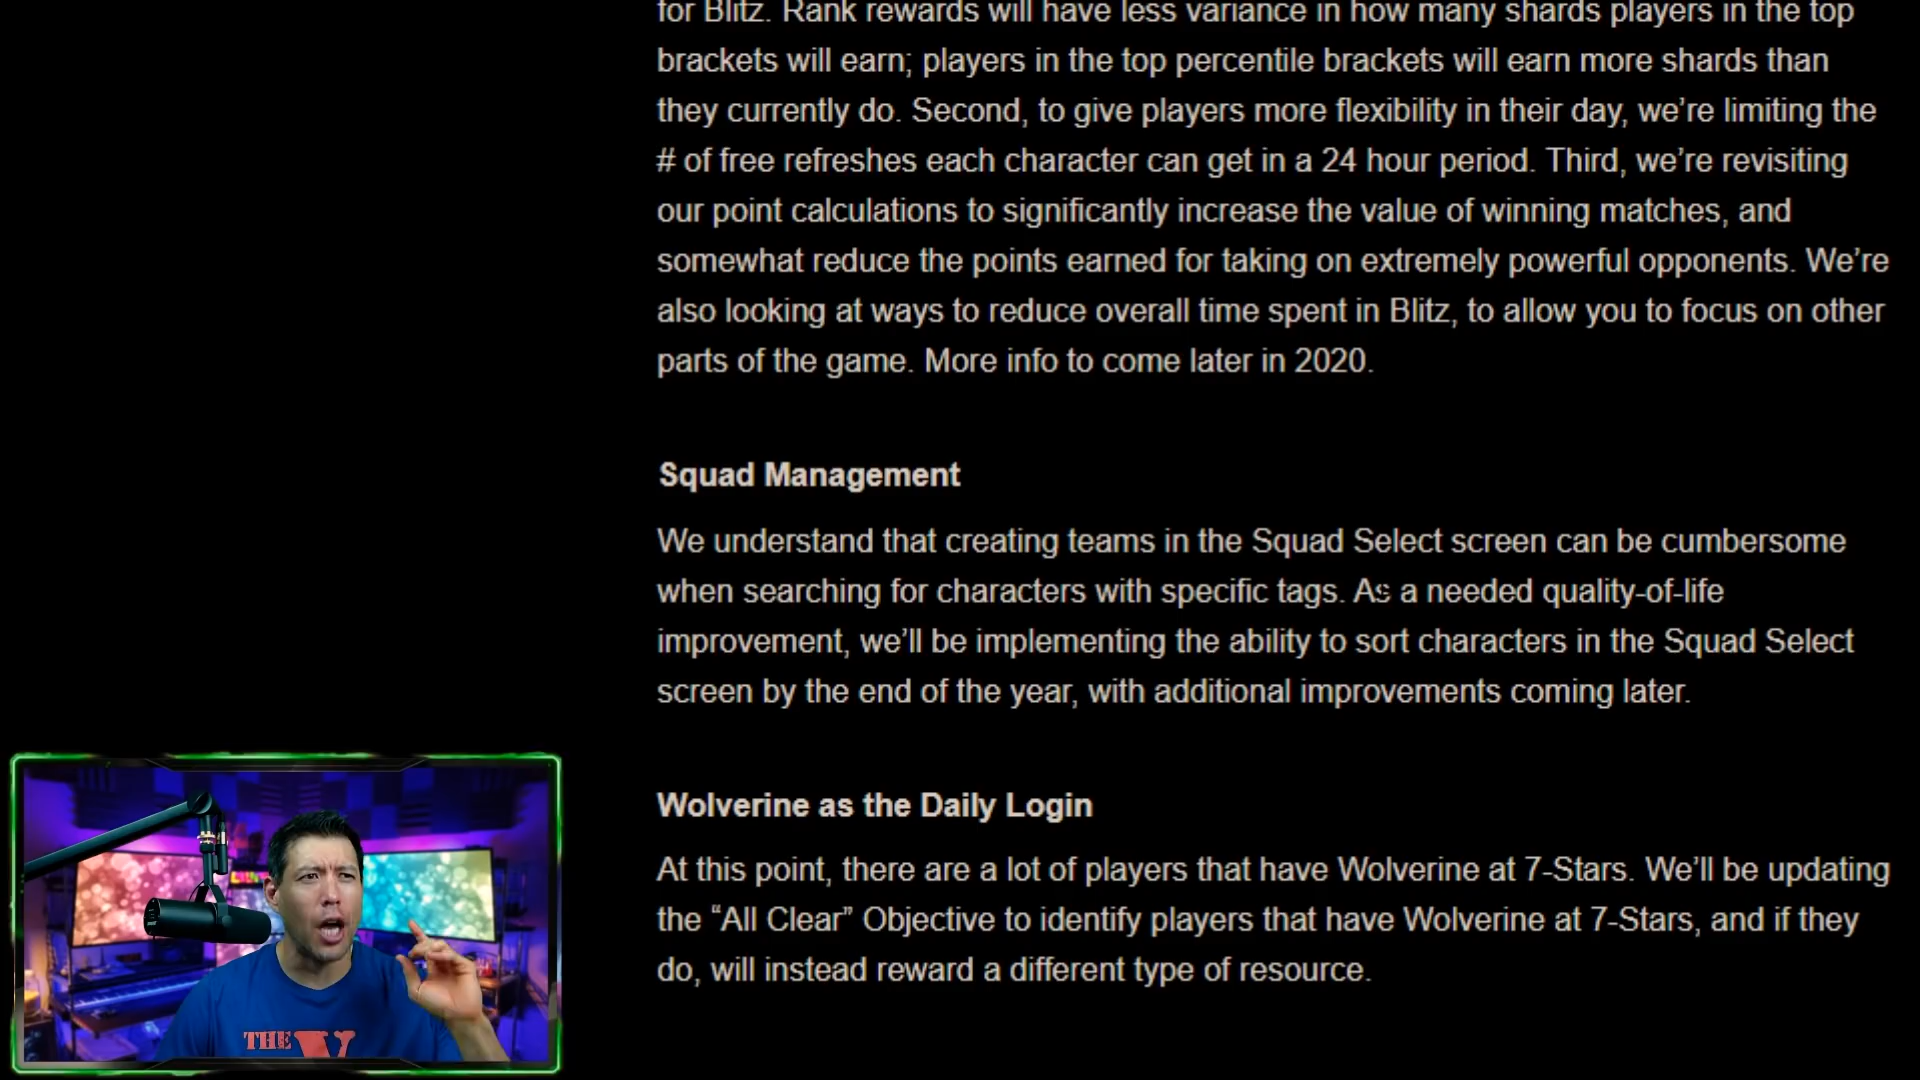 for Blitz. Rank rewards will have less variance in how many shards players in the top
brackets will earn; players in the top percentile brackets will earn more shards than
they currently do. Second, to give players more flexibility in their day, we’re limiting the
# of free refreshes each character can get in a 24 hour period. Third, we’re revisiting
our point calculations to significantly increase the value of winning matches, and
somewhat reduce the points earned for taking on extremely powerful opponents. We’re
also looking at ways to reduce overall time spent in Blitz, to allow you to focus on other
parts of the game. More info to come later in 2020.
Squad Management
We understand that creating teams in the Squad Select screen can be cumbersome
when searching for characters with specific tags. As a needed quality-of-life
improvement, we’ll be implementing the ability to sort characters in the Squad Select
screen by the end of the year, with additional improvements coming later.
Wolverine as the Daily Login
At this point, there are a lot of players that have Wolverine at 7-Stars. We’ll be updating
the “All Clear” Objective to identify players that have Wolverine at 7-Stars, and if they
do, will instead reward a different type of resource.
THE V